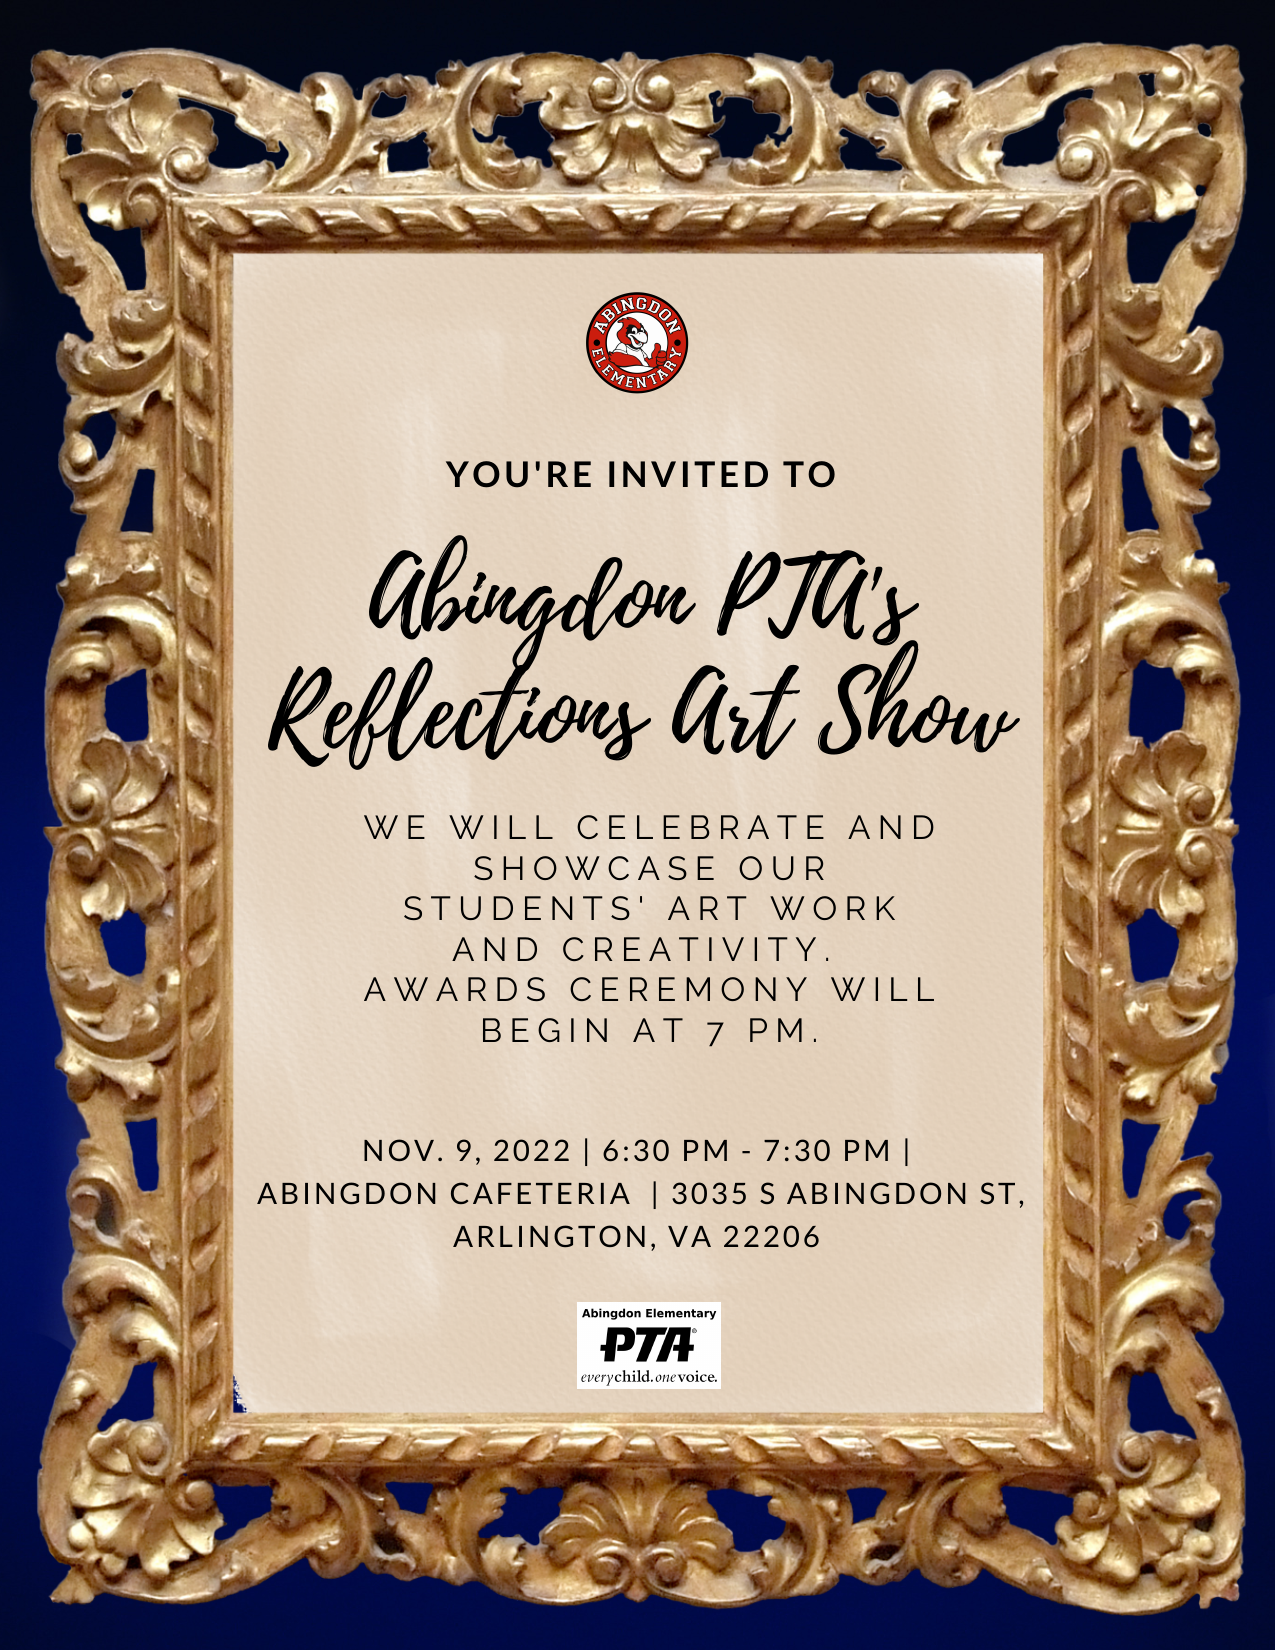 ABINGDON
ELEMENTARY
YOU'RE INVITED TO
Abingdon PTA's
Reflections Art Show
WE WILL CELEBRATE AND
SHOWCASE OUR
STUDENTS' ART WORK
AND CREATIVITY.
AWARDS CEREMONY WILL
BEGIN AT 7 PM.
NOV. 9, 2022 | 6:30 PM - 7:30 PM |
ABINGDON CAFETERIA | 3035 S ABINGDON ST,
ARLINGTON, VA 22206
Abingdon Elementary
PTA®
everychild.onevoice.